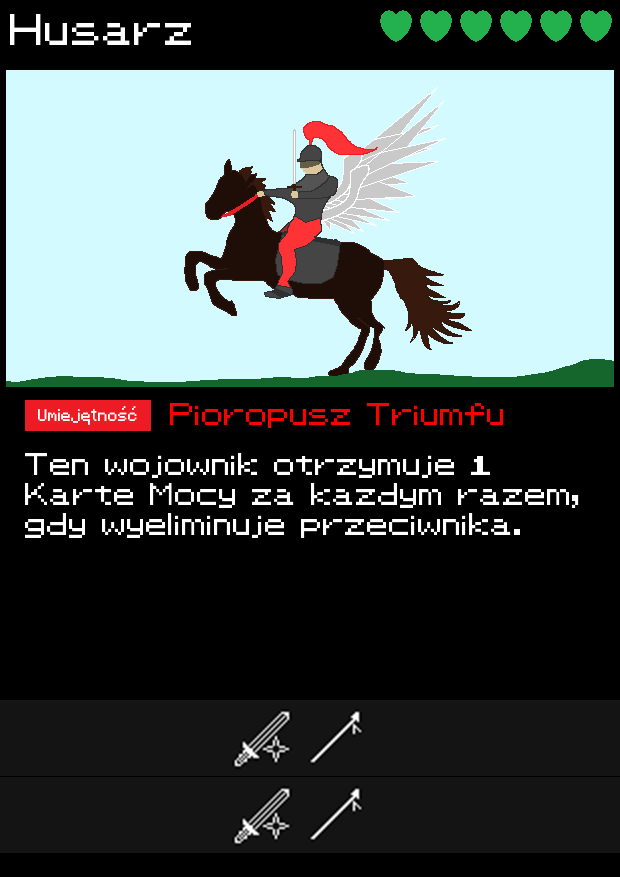 Husarz
Umiejętność
Pioropusz Triumfu
Ten wojownik otrzymuje 1
Karte Mocy za kazdym razem,
gdy wyeliminuje przeciwnika.